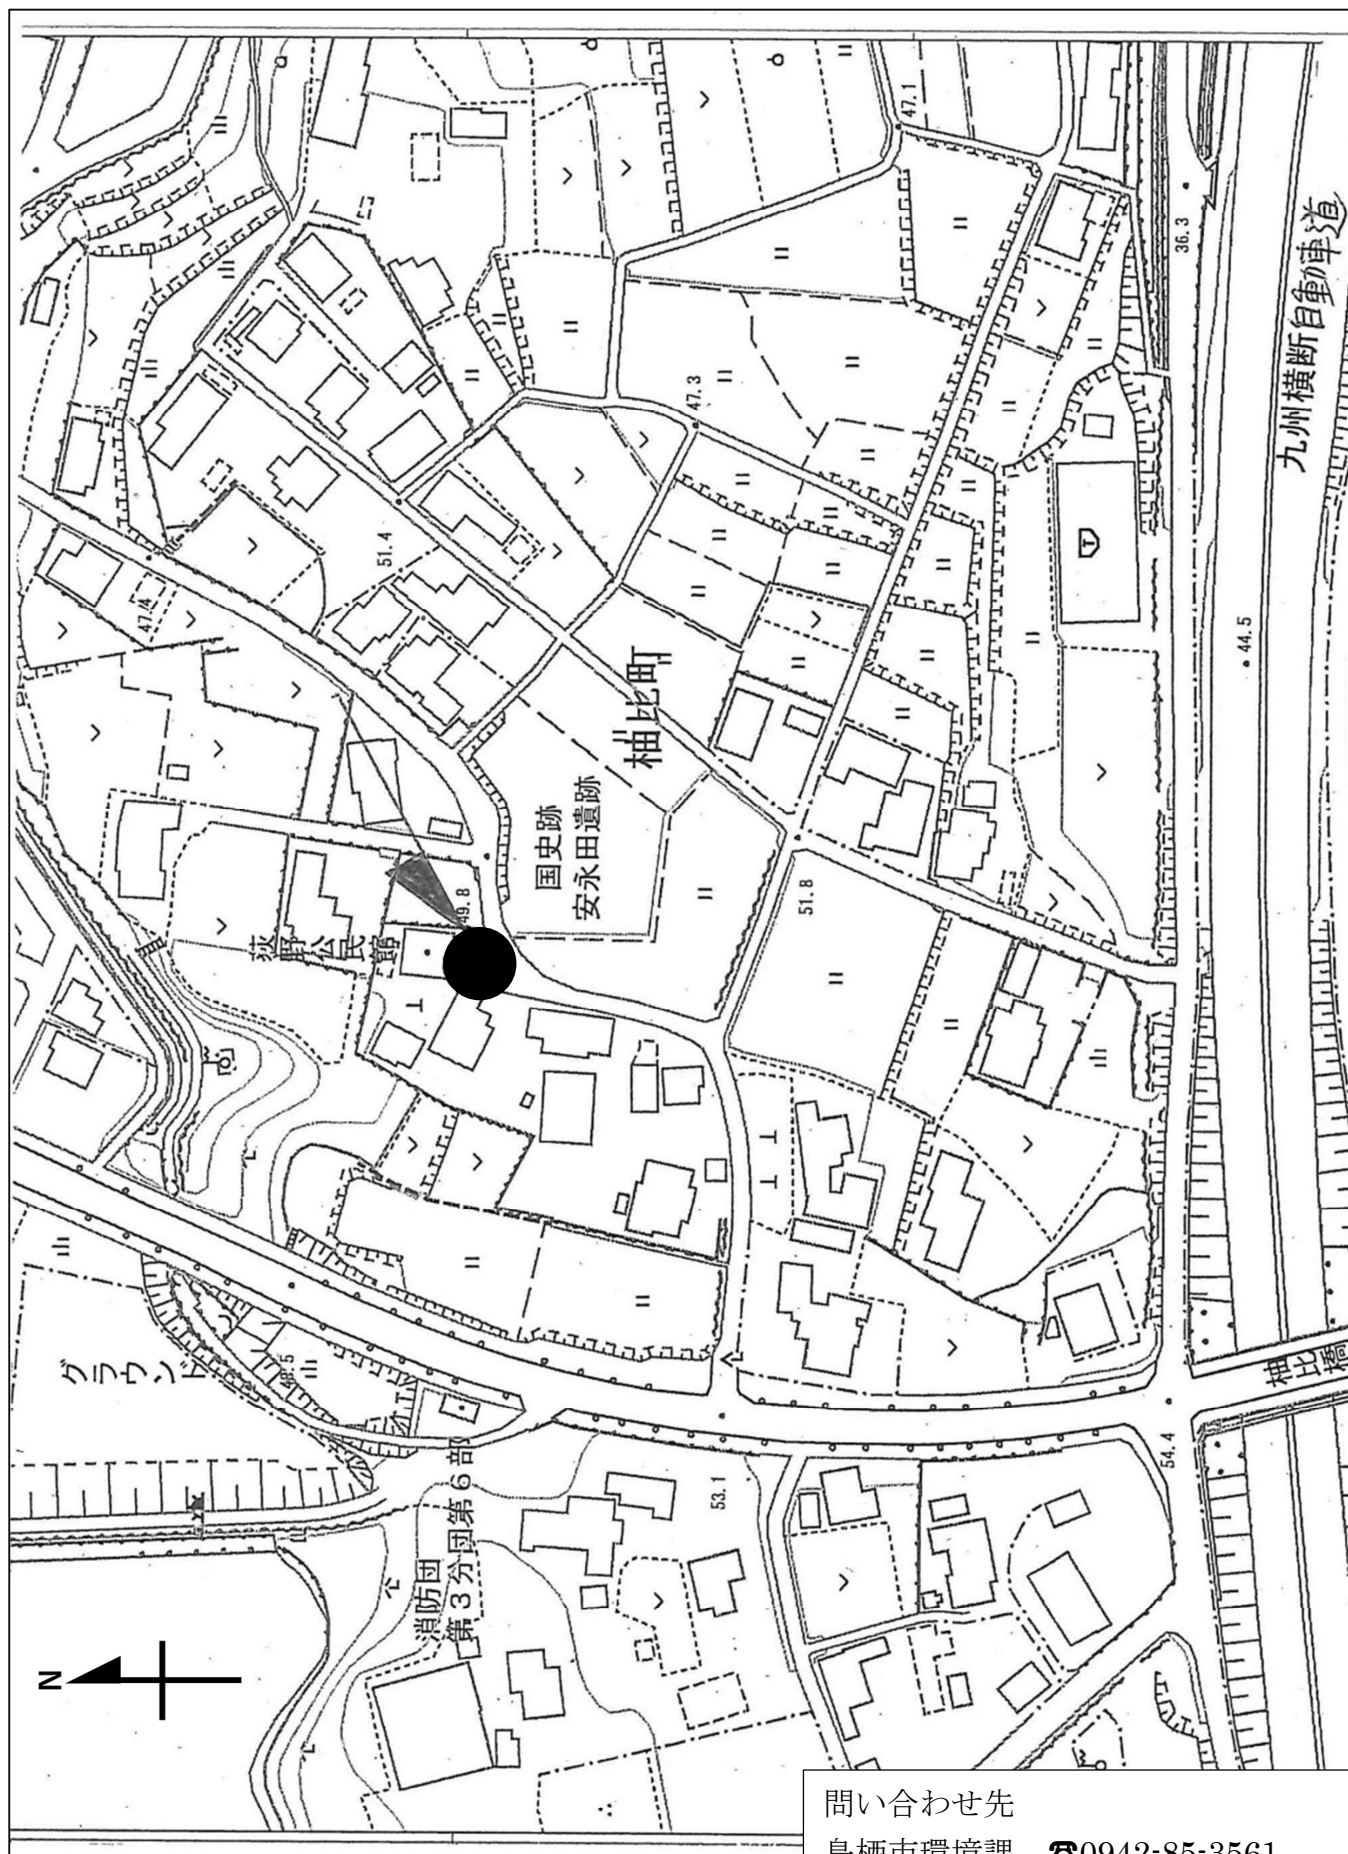 47.1
36.3
九州横断自動車道
47.3
51.4
47.4
44.5
柚比町
国史跡
安永田遺跡
49.8
萩野公民館
51.8
グラウンド
48.5
柚比橋
54.4
53.1
消防団
第3分団第6部
N
問い合わせ先
鳥栖市環境課 ☎0942-85-3561